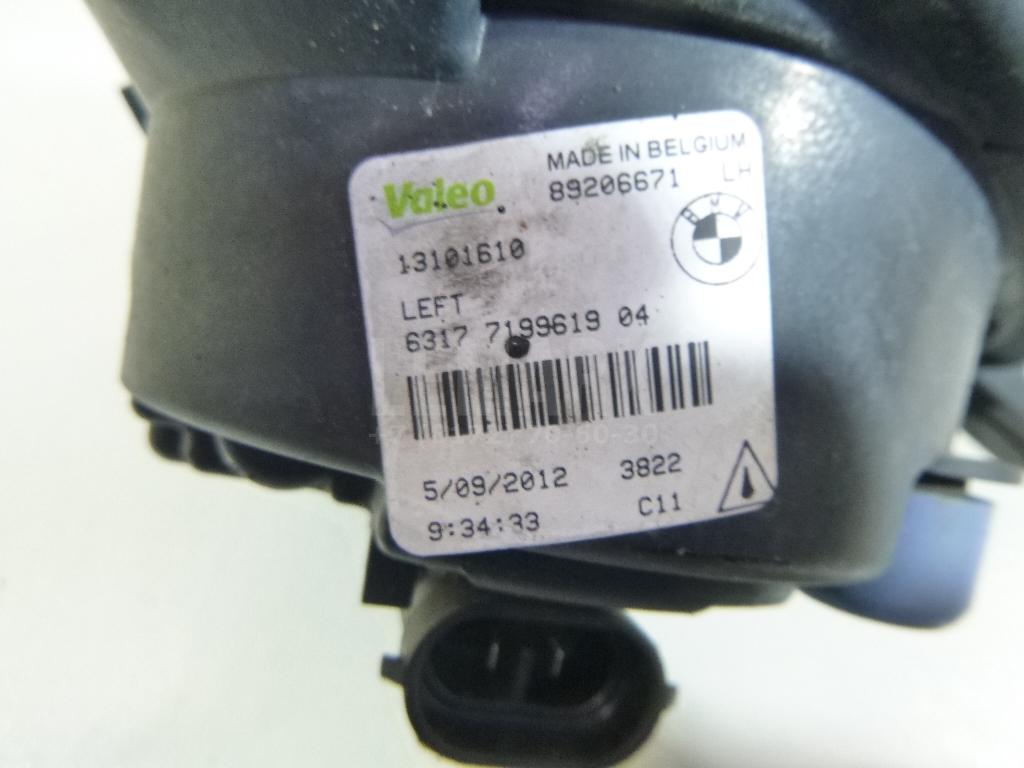 MADE IN BELGIUM
Valeo 89206671 LH
BMW
13101610
LEFT
6317 7199619 04
5/09/2012 3822
9:34:33 C11